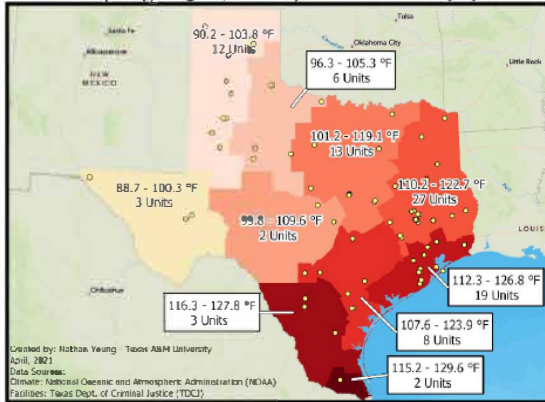 Santa Fe
Albuquerque
NEW
MEXICO
Tulsa
Oklahoma City
Little Rock
90.2 - 103.8 °F
12 Units
96.3 - 105.3 °F
6 Units
101.2 - 119.1 °F
13 Units
110.2 - 122.7 °F
27 Units
88.7 - 100.3 °F
3 Units
99.8 - 109.6 °F
2 Units
LOUIS
112.3 - 126.8 °F
19 Units
Chihuahua
116.3 - 127.8 °F
3 Units
107.6 - 123.9 °F
8 Units
115.2 - 129.6 °F
2 Units
Created by: Nathan Young - Texas A&M University
April, 2021
Data Sources:
Climate: National Oceanic and Atmospheric Administration (NOAA)
Facilities: Texas Dept. of Criminal Justice (TDCJ)